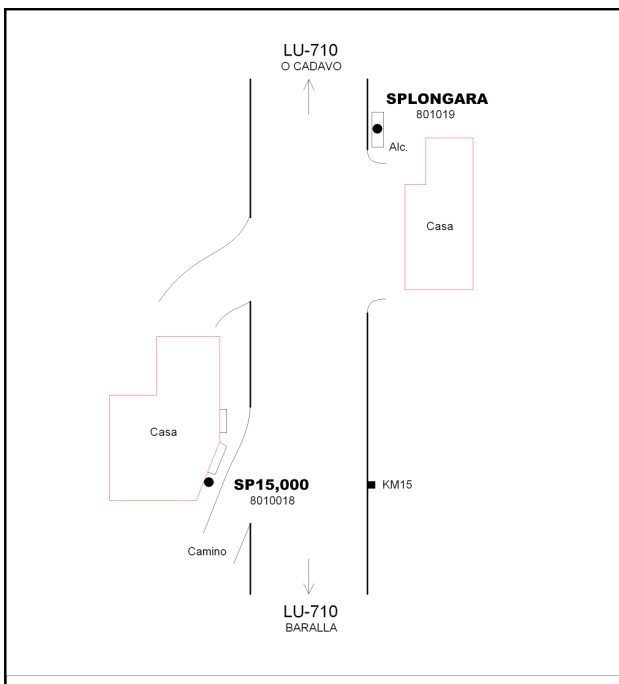 LU-710
O CADAVO
SPLONGARA
801019
Alc.
Casa
Casa
SP15,000
8010018
KM15
Camino
LU-710
BARALLA